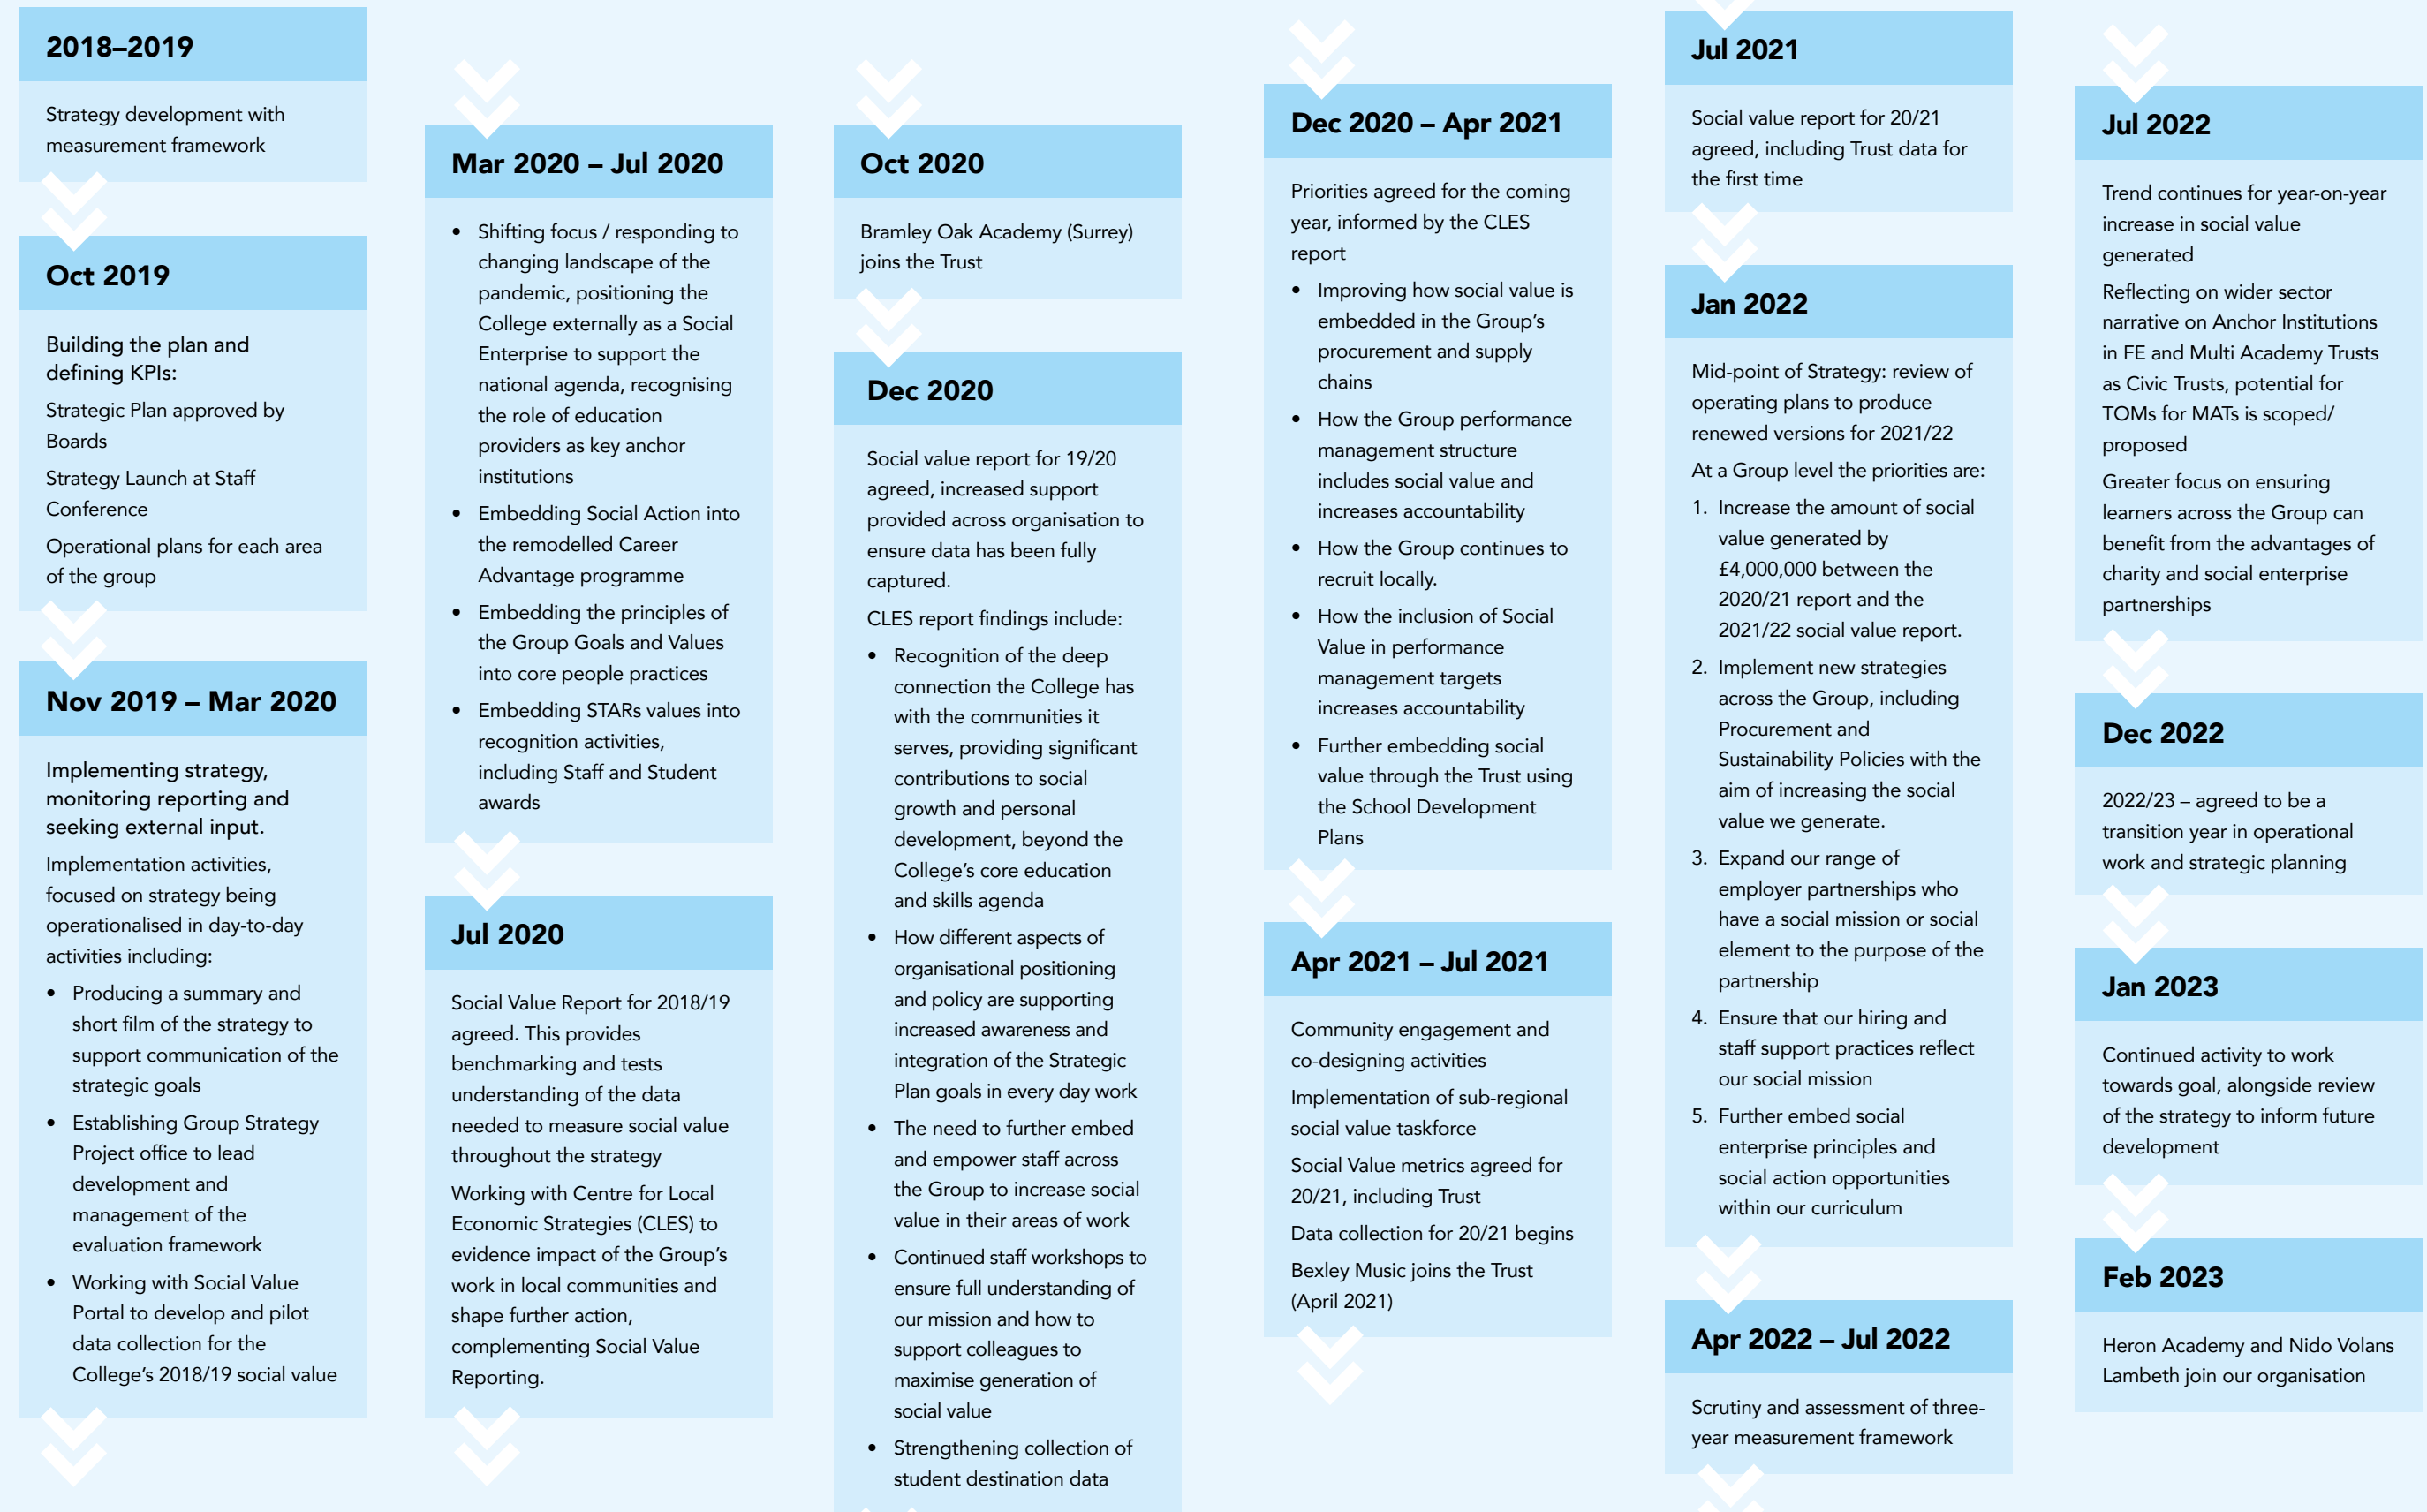 2018–2019
Strategy development with
measurement framework
Oct 2019
Building the plan and
defining KPIs:
Strategic Plan approved by
Boards
Strategy Launch at Staff
Conference
Operational plans for each area
of the group
Nov 2019 – Mar 2020
Implementing strategy,
monitoring reporting and
seeking external input.
Implementation activities,
focused on strategy being
operationalised in day-to-day
activities including:
• Producing a summary and
short film of the strategy to
support communication of the
strategic goals
• Establishing Group Strategy
Project office to lead
development and
management of the
evaluation framework
• Working with Social Value
Portal to develop and pilot
data collection for the
College’s 2018/19 social value
Mar 2020 – Jul 2020
• Shifting focus / responding to
changing landscape of the
pandemic, positioning the
College externally as a Social
Enterprise to support the
national agenda, recognising
the role of education
providers as key anchor
institutions
• Embedding Social Action into
the remodelled Career
Advantage programme
• Embedding the principles of
the Group Goals and Values
into core people practices
• Embedding STARs values into
recognition activities,
including Staff and Student
awards
Jul 2020
Social Value Report for 2018/19
agreed. This provides
benchmarking and tests
understanding of the data
needed to measure social value
throughout the strategy
Working with Centre for Local
Economic Strategies (CLES) to
evidence impact of the Group’s
work in local communities and
shape further action,
complementing Social Value
Reporting.
Oct 2020
Bramley Oak Academy (Surrey)
joins the Trust
Dec 2020
Social value report for 19/20
agreed, increased support
provided across organisation to
ensure data has been fully
captured.
CLES report findings include:
• Recognition of the deep
connection the College has
with the communities it
serves, providing significant
contributions to social
growth and personal
development, beyond the
College’s core education
and skills agenda
• How different aspects of
organisational positioning
and policy are supporting
increased awareness and
integration of the Strategic
Plan goals in every day work
• The need to further embed
and empower staff across
the Group to increase social
value in their areas of work
• Continued staff workshops to
ensure full understanding of
our mission and how to
support colleagues to
maximise generation of
social value
• Strengthening collection of
student destination data
Dec 2020 – Apr 2021
Priorities agreed for the coming
year, informed by the CLES
report
• Improving how social value is
embedded in the Group’s
procurement and supply
chains
• How the Group performance
management structure
includes social value and
increases accountability
• How the Group continues to
recruit locally.
• How the inclusion of Social
Value in performance
management targets
increases accountability
• Further embedding social
value through the Trust using
the School Development
Plans
Apr 2021 – Jul 2021
Community engagement and
co-designing activities
Implementation of sub-regional
social value taskforce
Social Value metrics agreed for
20/21, including Trust
Data collection for 20/21 begins
Bexley Music joins the Trust
(April 2021)
Jul 2021
Social value report for 20/21
agreed, including Trust data for
the first time
Jan 2022
Mid-point of Strategy: review of
operating plans to produce
renewed versions for 2021/22
At a Group level the priorities are:
1. Increase the amount of social
value generated by
£4,000,000 between the
2020/21 report and the
2021/22 social value report.
2. Implement new strategies
across the Group, including
Procurement and
Sustainability Policies with the
aim of increasing the social
value we generate.
3. Expand our range of
employer partnerships who
have a social mission or social
element to the purpose of the
partnership
4. Ensure that our hiring and
staff support practices reflect
our social mission
5. Further embed social
enterprise principles and
social action opportunities
within our curriculum
Apr 2022 – Jul 2022
Scrutiny and assessment of three-
year measurement framework
Jul 2022
Trend continues for year-on-year
increase in social value
generated
Reflecting on wider sector
narrative on Anchor Institutions
in FE and Multi Academy Trusts
as Civic Trusts, potential for
TOMs for MATs is scoped/
proposed
Greater focus on ensuring
learners across the Group can
benefit from the advantages of
charity and social enterprise
partnerships
Dec 2022
2022/23 – agreed to be a
transition year in operational
work and strategic planning
Jan 2023
Continued activity to work
towards goal, alongside review
of the strategy to inform future
development
Feb 2023
Heron Academy and Nido Volans
Lambeth join our organisation